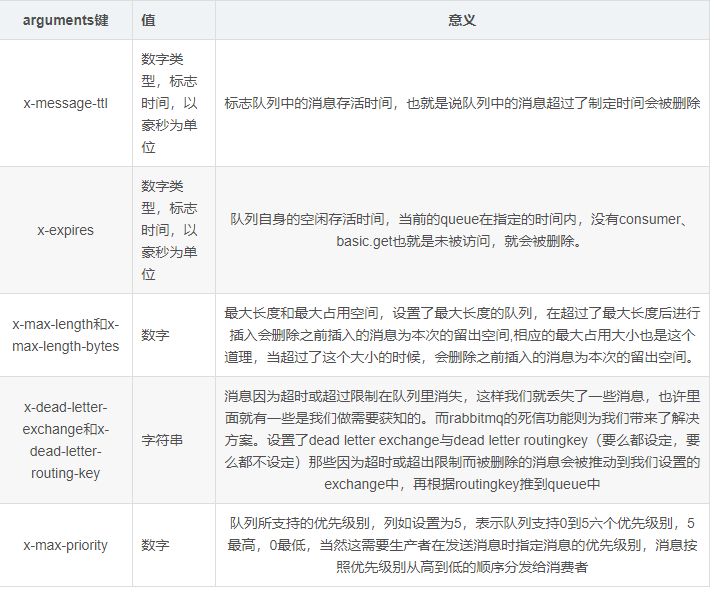 arguments键 值 意义
x-message-ttl
数字类
型，标志
时间，以
豪秒为单
位
标志队列中的消息存活时间，也就是说队列中的消息超过了制定时间会被删除
x-expires
数字类
型，标志
时间，以
豪秒为单
位
队列自身的空闲存活时间，当前的queue在指定的时间内，没有consumer、
basic.get也就是未被访问，就会被删除。
x-max-length和x-
max-length-bytes
数字
最大长度和最大占用空间，设置了最大长度的队列，在超过了最大长度后进行
插入会删除之前插入的消息为本次的留出空间,相应的最大占用大小也是这个
道理，当超过了这个大小的时候，会删除之前插入的消息为本次的留出空间。
x-dead-letter-
exchange和x-
dead-letter-
routing-key
字符串
消息因为超时或超过限制在队列里消失，这样我们就丢失了一些消息，也许里
面就有一些是我们做需要获知的。而rabbitmq的死信功能则为我们带来了解决
方案。设置了dead letter exchange与dead letter routingkey（要么都设定，要
么都不设定）那些因为超时或超出限制而被删除的消息会被推动到我们设置的
exchange中，再根据routingkey推到queue中
x-max-priority
数字
队列所支持的优先级别，列如设置为5，表示队列支持0到5六个优先级别，5
最高，0最低，当然这需要生产者在发送消息时指定消息的优先级别，消息按
照优先级别从高到低的顺序分发给消费者